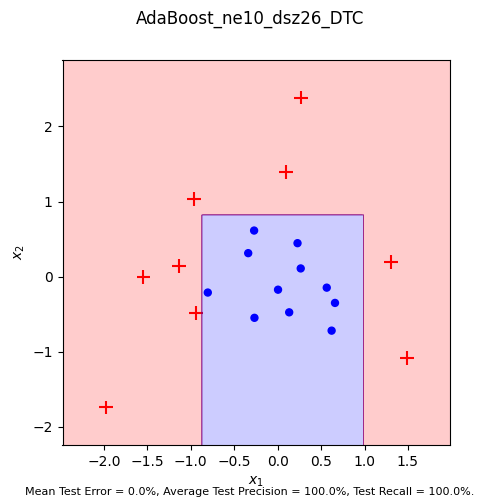 AdaBoost_ne10_dsz26_DTC
2
1
0
−1
−2
x2
−2.0 −1.5 −1.0 −0.5 0.0 0.5 1.0 1.5
x1
Mean Test Error = 0.0%, Average Test Precision = 100.0%, Test Recall = 100.0%.